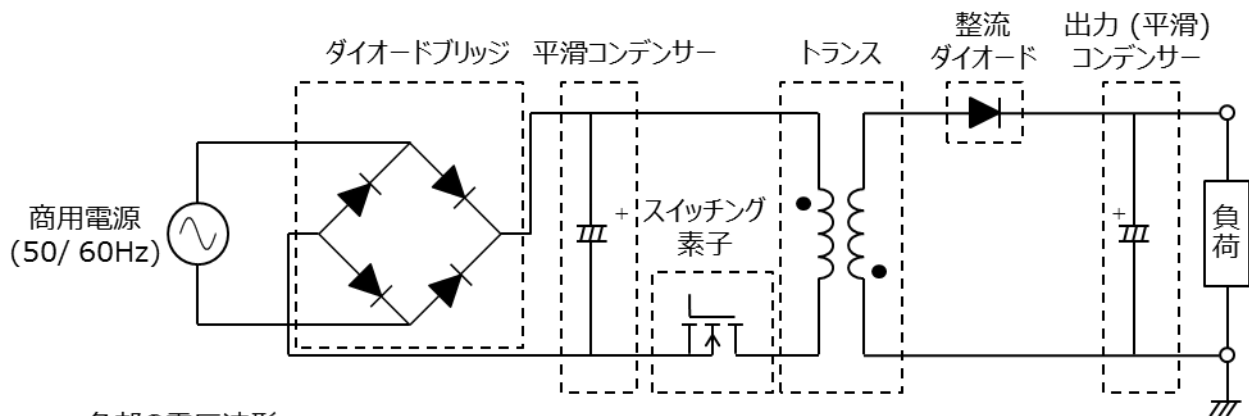 整流
ダイオード
出力 (平滑)
コンデンサー
ダイオードブリッジ
平滑コンデンサー
トランス
商用電源
(50/ 60Hz)
+
スイッチング
素子
+
負荷